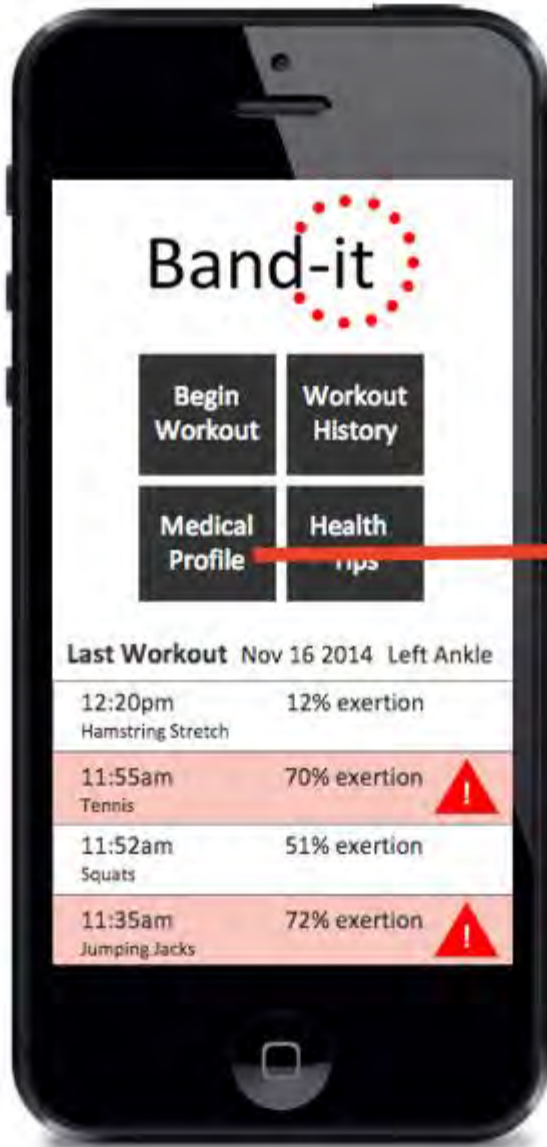 Band-it
Begin
Workout
Workout
History
Medical
Profile
Health
Tips
Last Workout Nov 16 2014 Left Ankle
12:20pm 12% exertion
Hamstring Stretch
11:55am 70% exertion
!
Tennis
11:52am 51% exertion
Squats
11:35am 72% exertion
!
Jumping Jacks